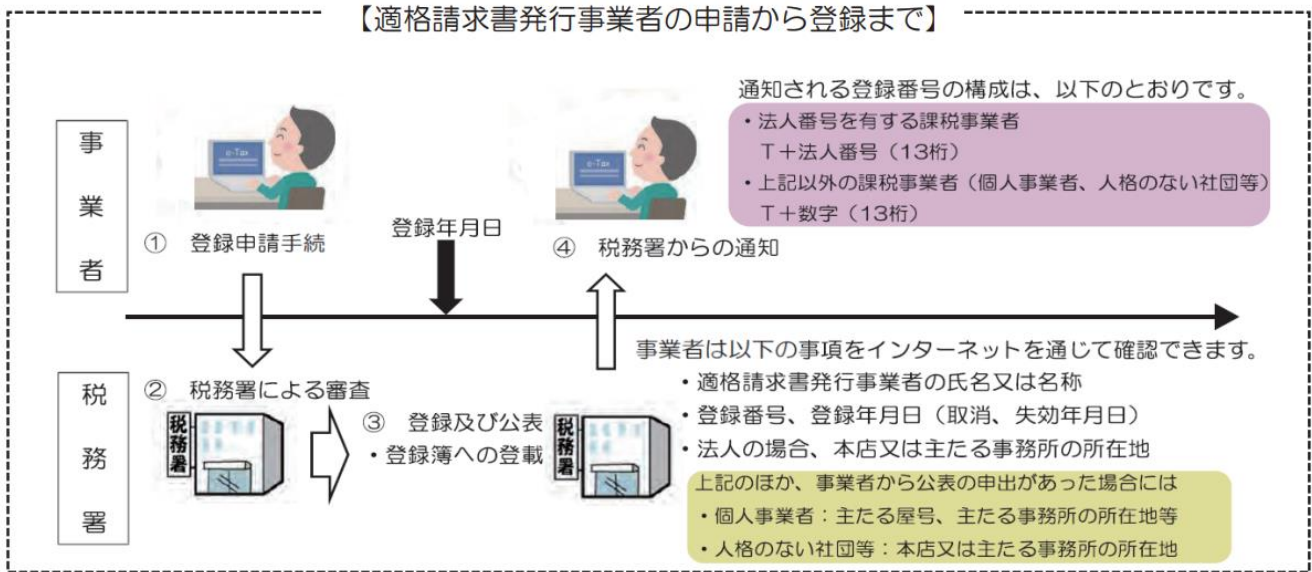 【適格請求書発行事業者の申請から登録まで】
事業者
e-Tax
① 登録申請手続
登録年月日
e-Tax
④ 税務署からの通知
通知される登録番号の構成は、以下のとおりです。
・法人番号を有する課税事業者
T+法人番号（13桁）
・上記以外の課税事業者（個人事業者、人格のない社団等）
T+数字（13桁）
税務署
② 税務署による審査
税務署
③ 登録及び公表
・登録簿への登載
税務署
事業者は以下の事項をインターネットを通じて確認できます。
・適格請求書発行事業者の氏名又は名称
・登録番号、登録年月日（取消、失効年月日）
・法人の場合、本店又は主たる事務所の所在地
上記のほか、事業者から公表の申出があった場合には
・個人事業者：主たる屋号、主たる事務所の所在地等
・人格のない社団等：本店又は主たる事務所の所在地